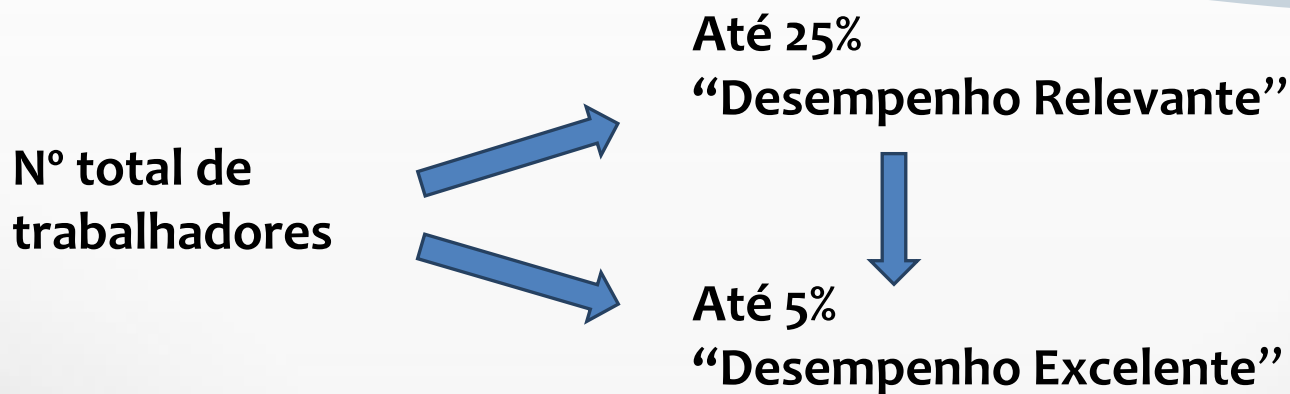 Nº total de
trabalhadores
Até 25%
“Desempenho Relevante”
Até 5%
“Desempenho Excelente”